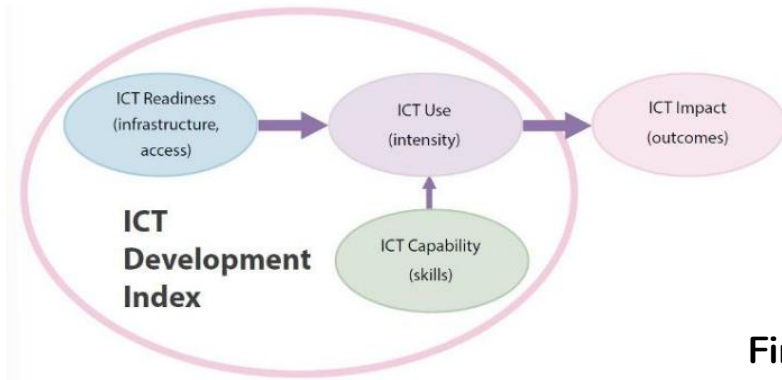 ICT Readiness
(infrastructure,
access)
ICT Use
(intensity)
ICT Impact
(outcomes)
ICT Capability
(skills)
ICT
Development
Index